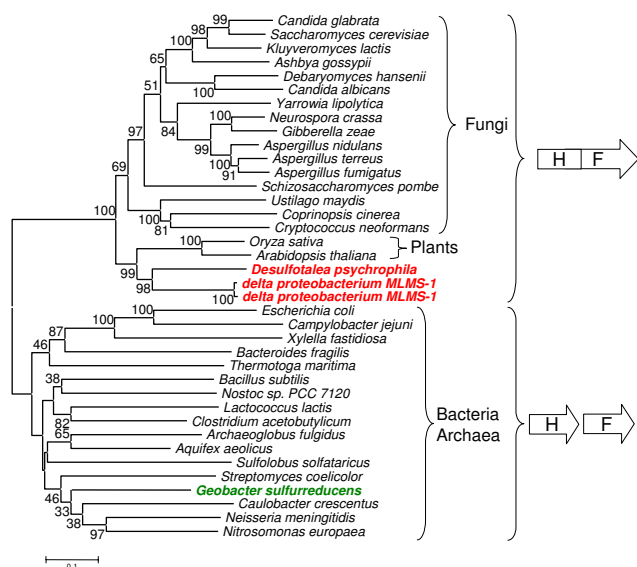 99 Candida glabrata
98 Saccharomyces cerevisiae
100 Kluyveromyces lactis
65 Ashbya gossypii
51 Debaryomyces hansenii
100 Candida albicans
Yarrowia lipolytica
84 100 Neurospora crassa
Fungi
97 99 Gibberella zeae
Aspergillus nidulans
100 Aspergillus terreus
H F
69 91 Aspergillus fumigatus
Schizosaccharomyces pombe
Ustilago maydis
100 Coprinopsis cinerea
100 81 Cryptococcus neoformans
100 Oryza sativa
Plants
Arabidopsis thaliana
99 Desulfotalea psychrophila
98 delta proteobacterium MLMS-1
100 delta proteobacterium MLMS-1
100 Escherichia coli
100 Campylobacter jejuni
87 Xylella fastidiosa
46 Bacteroides fragilis
Thermotoga maritima
38 Bacillus subtilis
Nostoc sp. PCC 7120
Lactococcus lactis
Bacteria
82 Clostridium acetobutylicum
65 Archaeoglobus fulgidus
Archaea
H F
Aquifex aeolicus
Sulfolobus solfataricus
Streptomyces coelicolor
46 Geobacter sulfurreducens
33 Caulobacter crescentus
38 Neisseria meningitidis
97 Nitrosomonas europaea
0.1